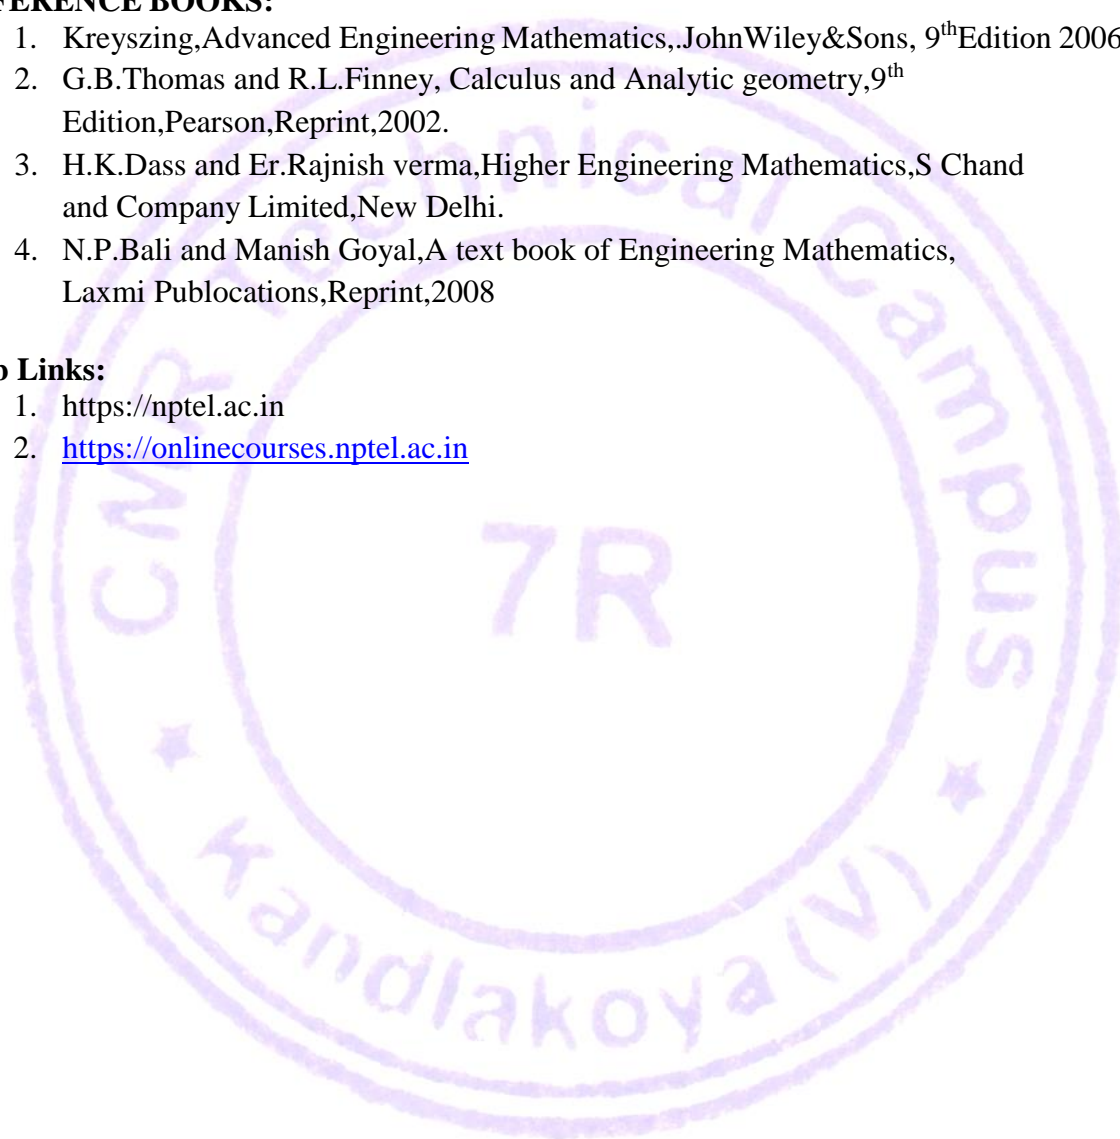 FERENCE BOOKS:
1. Kreyszing,Advanced Engineering Mathematics,.JohnWiley&Sons, 9thEdition 2006
2. G.B.Thomas and R.L.Finney, Calculus and Analytic geometry,9th
Edition,Pearson,Reprint,2002.
3. H.K.Dass and Er.Rajnish verma,Higher Engineering Mathematics,S Chand
and Company Limited,New Delhi.
4. N.P.Bali and Manish Goyal,A text book of Engineering Mathematics,
Laxmi Publocations,Reprint,2008
b Links:
1. https://nptel.ac.in
2. https://onlinecourses.nptel.ac.in
CMR Technical Campus
7R
Kandlakoya (V)